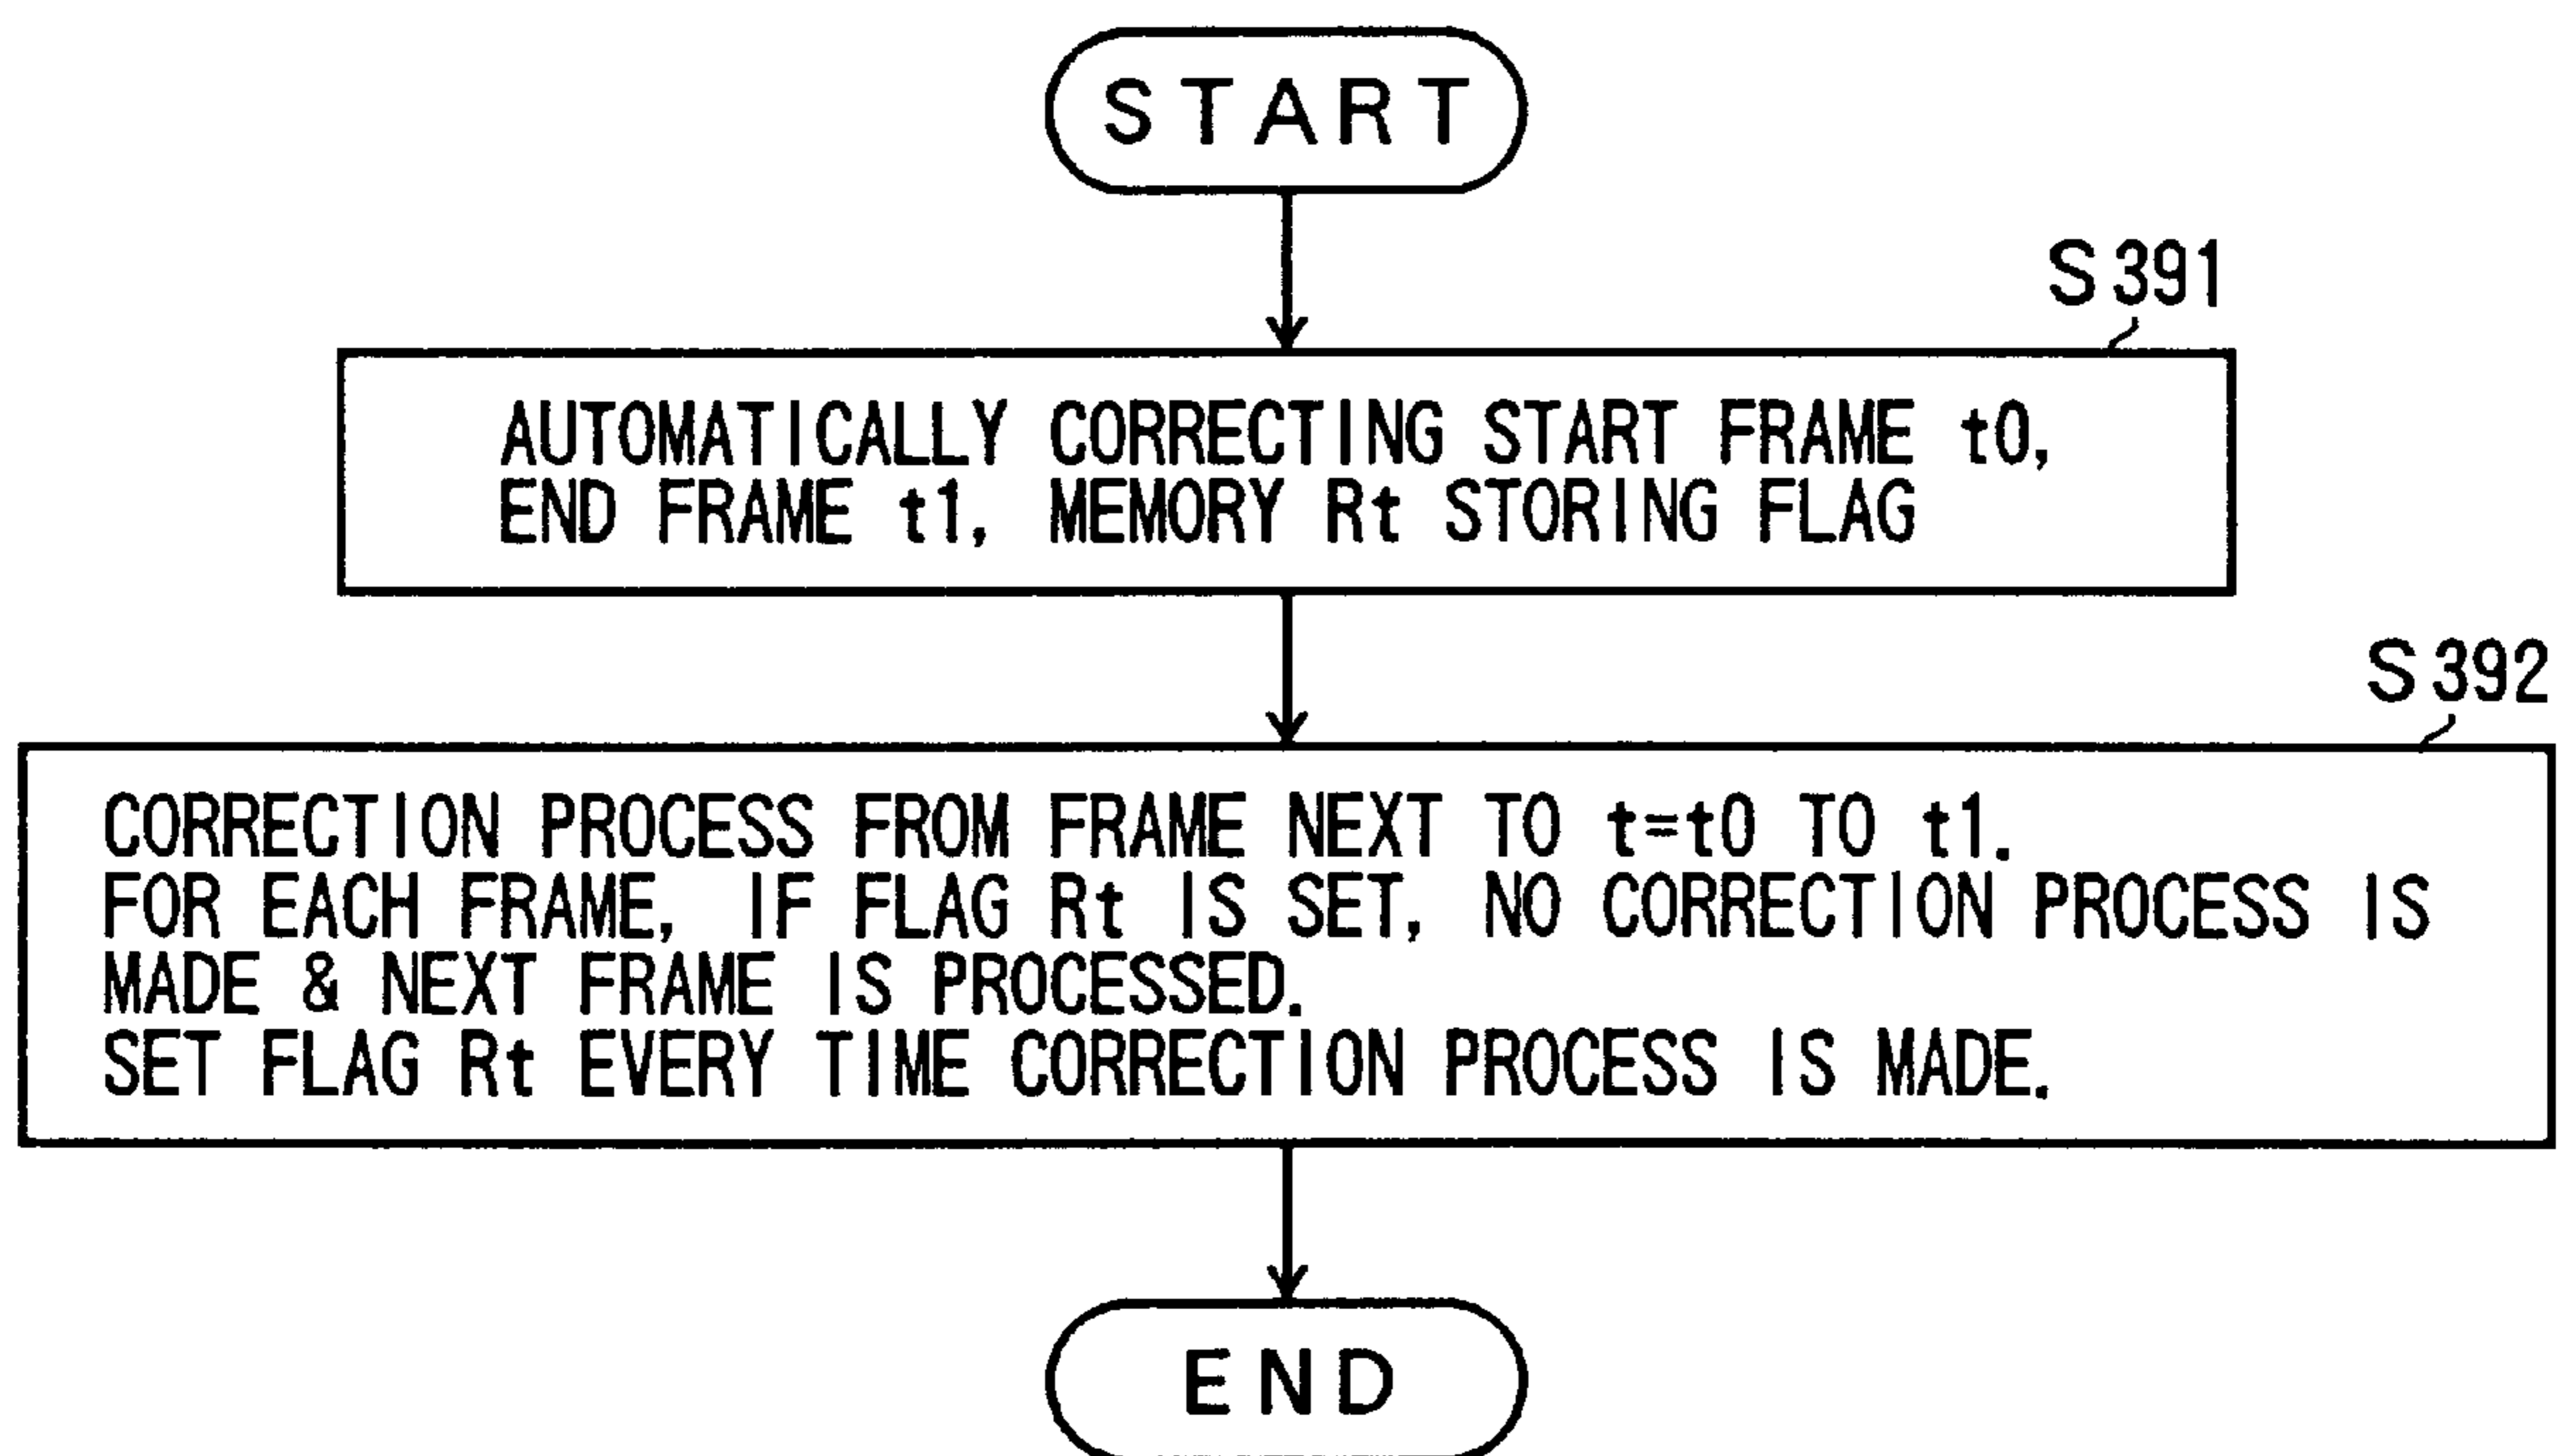 START
S391
AUTOMATICALLY CORRECTING START FRAME t0,
END FRAME t1, MEMORY Rt STORING FLAG
S392
CORRECTION PROCESS FROM FRAME NEXT TO t=t0 TO t1.
FOR EACH FRAME, IF FLAG Rt IS SET, NO CORRECTION PROCESS IS
MADE & NEXT FRAME IS PROCESSED.
SET FLAG Rt EVERY TIME CORRECTION PROCESS IS MADE.
END